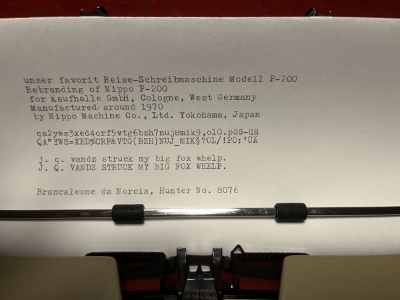 unser favorit Reise-Schreibmaschine Modell P-200
Rebranding of Nippo P-200
for Kaufhalle GmbH, Cologne, West Germany
Manufactured around 1970
by Nippo Machine Co., Ltd. Yokohama, Japan
j. q. vandz struck my big fox whelp.
J. Q. VANDZ STRUCK MY BIG FOX WHELP.
Brancaleone da Norcia, Hunter No. 8076